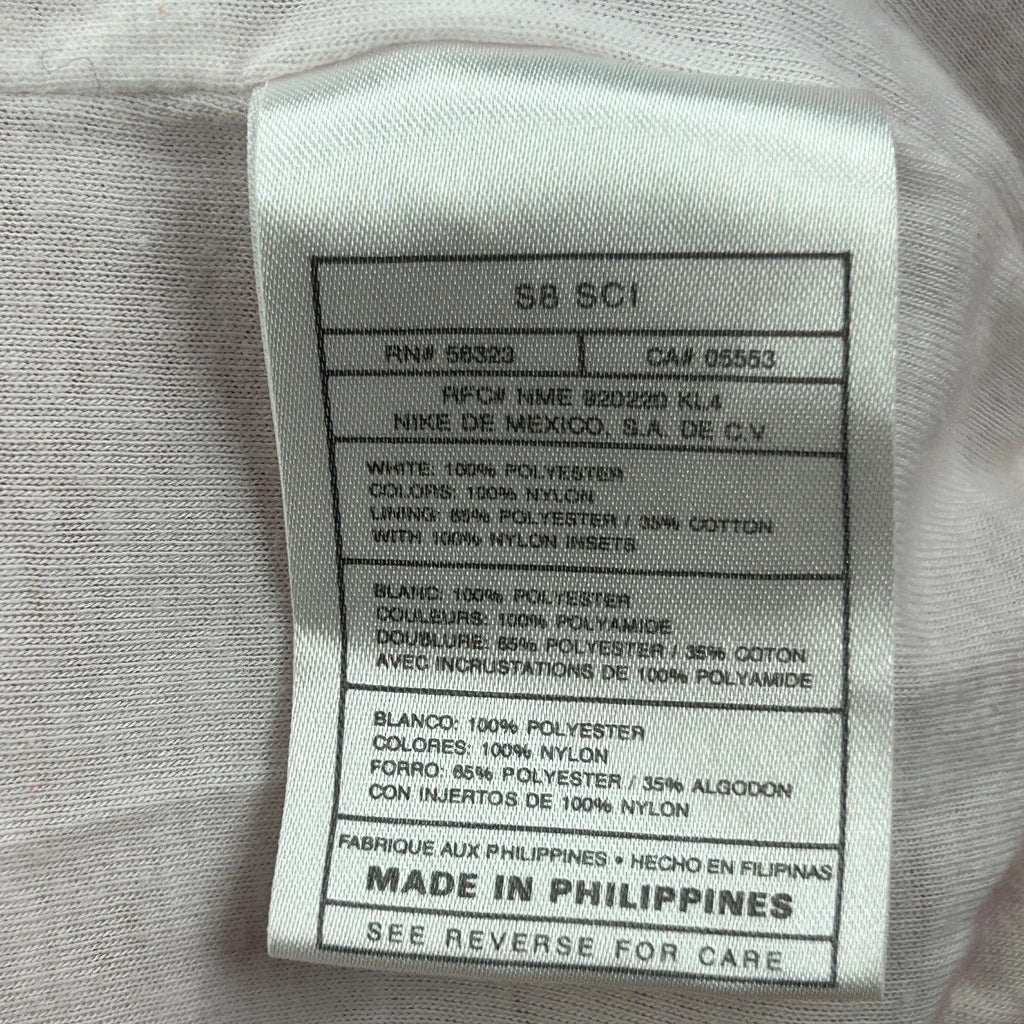 SB SCI
RN# 56323
CA# 05553
RFC# NME 920220 KL4
NIKE DE MEXICO, S.A. DE C.V.
WHITE: 100% POLYESTER
COLORS: 100% NYLON
LINING: 65% POLYESTER / 35% COTTON
WITH 100% NYLON INSETS
BLANC: 100% POLYESTER
COULEURS: 100% POLYAMIDE
DOUBLURE: 65% POLYESTER / 35% COTON
AVEC INCRUSTATIONS DE 100% POLYAMIDE
BLANCO: 100% POLYESTER
COLORES: 100% NYLON
FORRO: 65% POLYESTER / 35% ALGODON
CON INJERTOS DE 100% NYLON
FABRIQUE AUX PHILIPPINES • HECHO EN FILIPINAS
MADE IN PHILIPPINES
SEE REVERSE FOR CARE